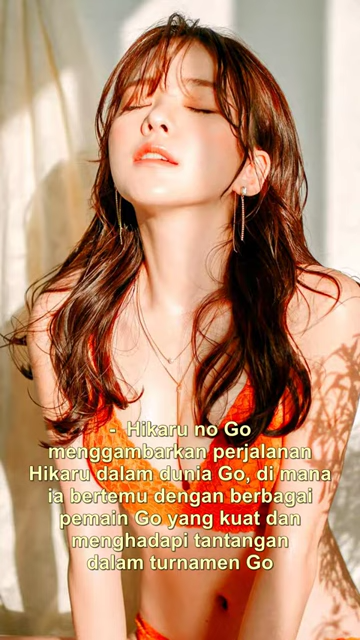 - Hikaru no Go
menggambarkan perjalanan
Hikaru dalam dunia Go, di mana
ia bertemu dengan berbagai
pemain Go yang kuat dan
menghadapi tantangan
dalam turnamen Go